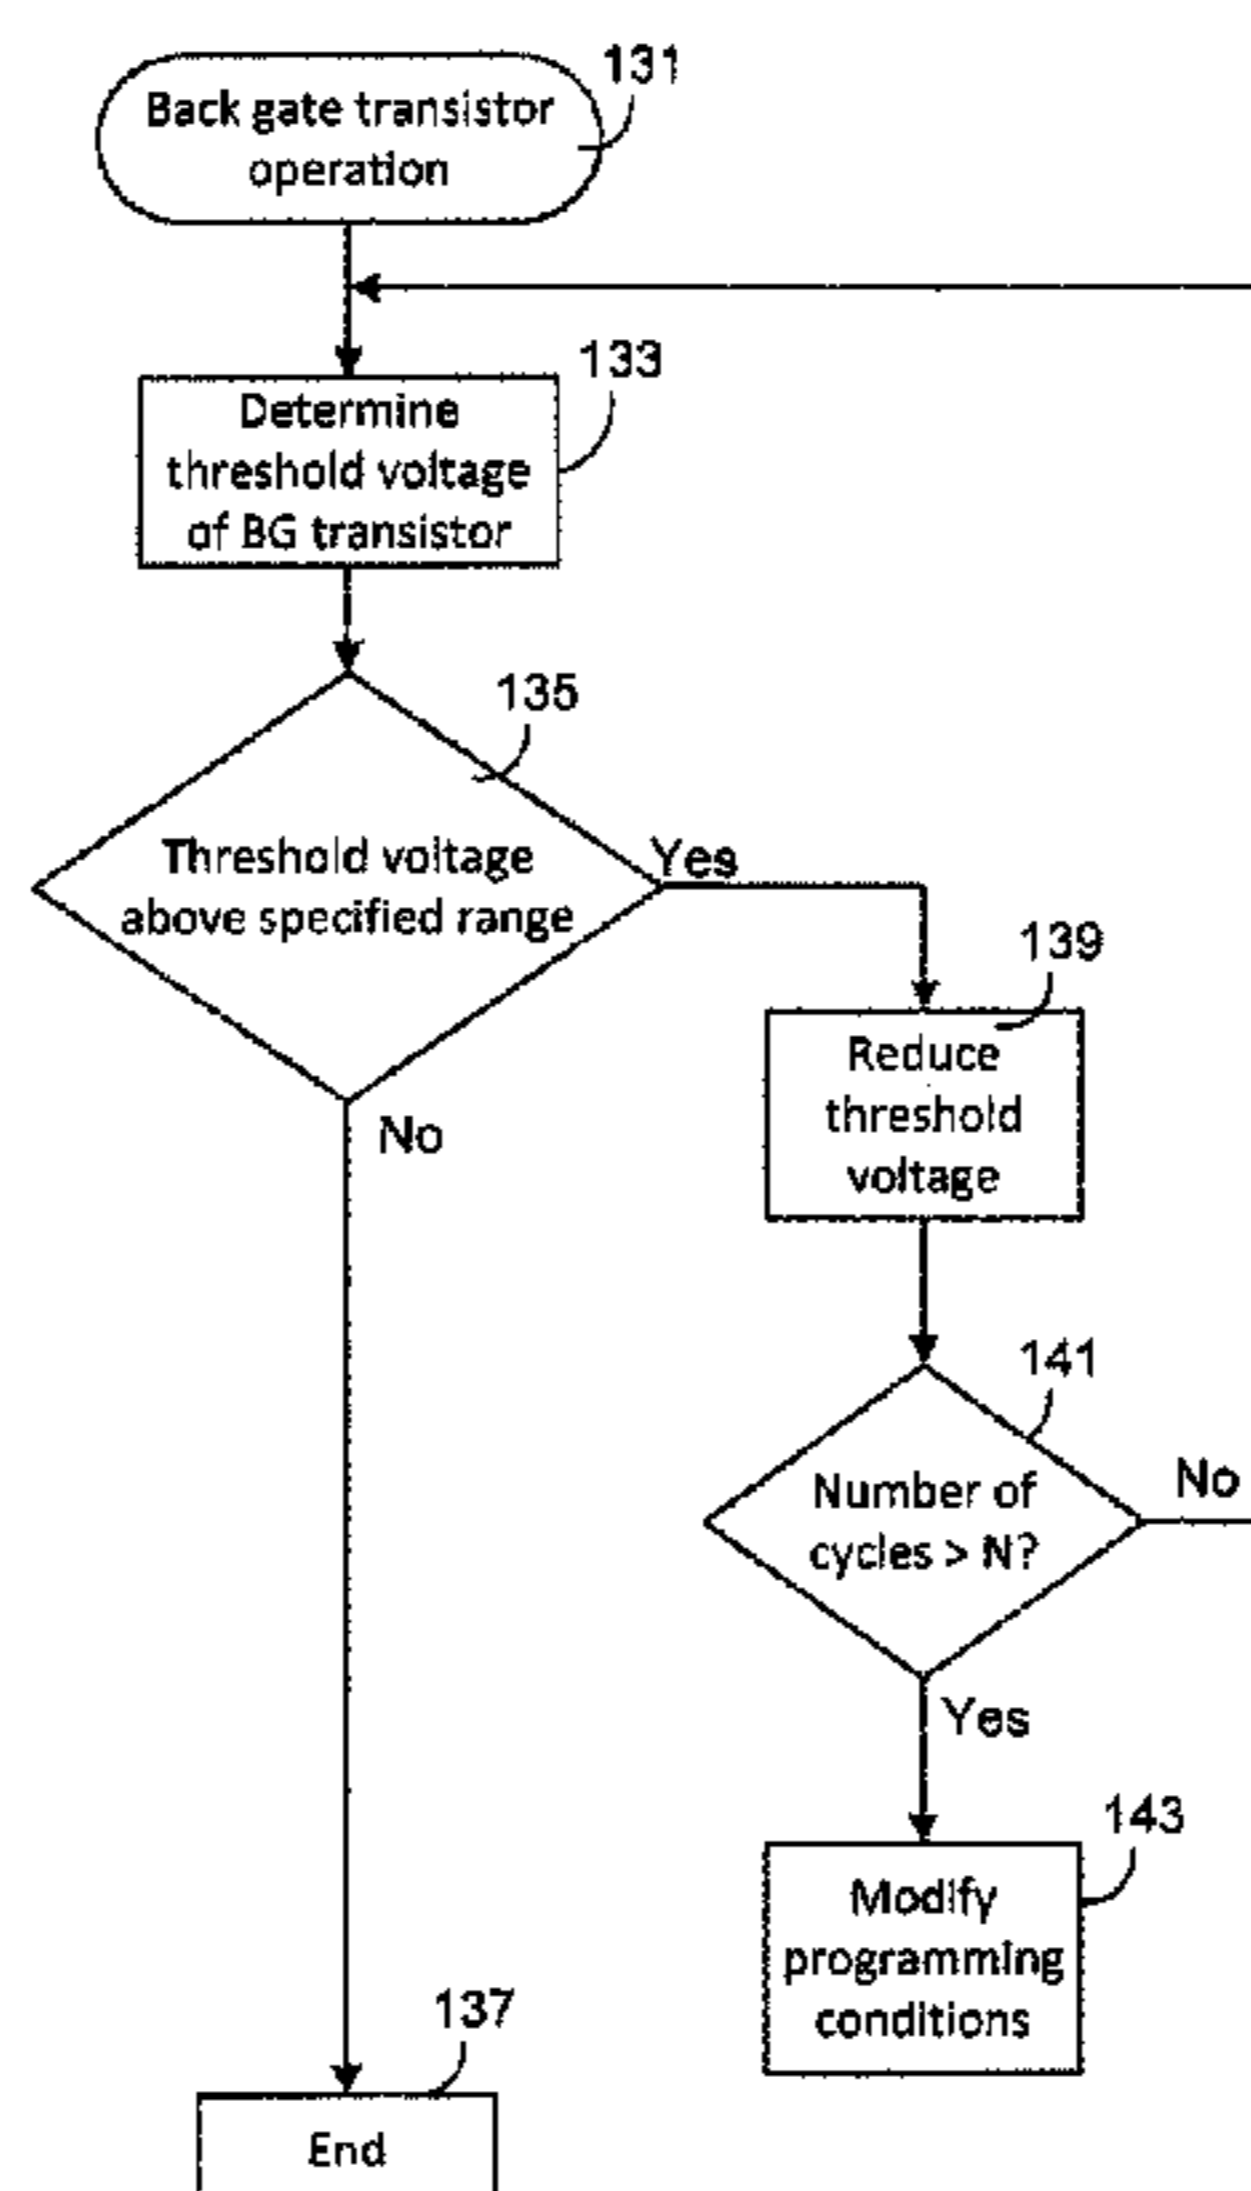 131
Back gate transistor
operation
133
Determine
threshold voltage
of BG transistor
135
Threshold voltage
above specified range
Yes
No
139
Reduce
threshold
voltage
141
Number of
cycles > N?
No
Yes
143
Modify
programming
conditions
137
End